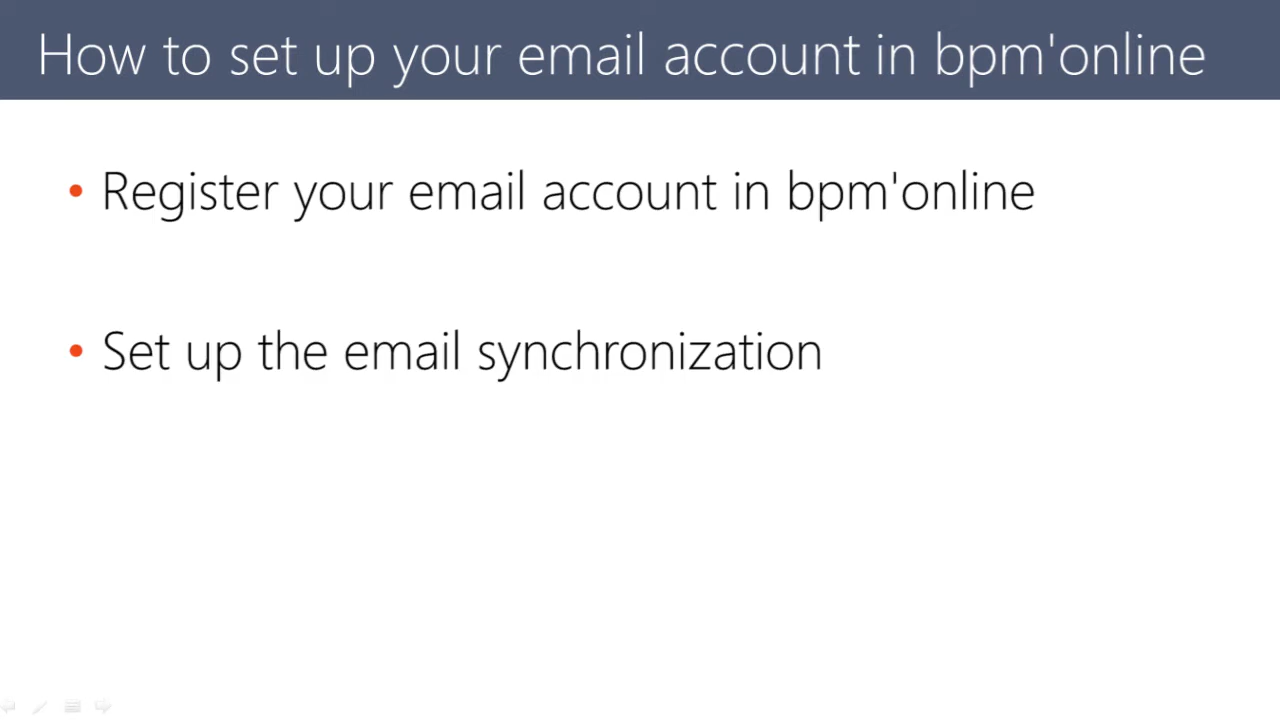 How to set up your email account in bpm'online
• Register your email account in bpm'online
• Set up the email synchronization